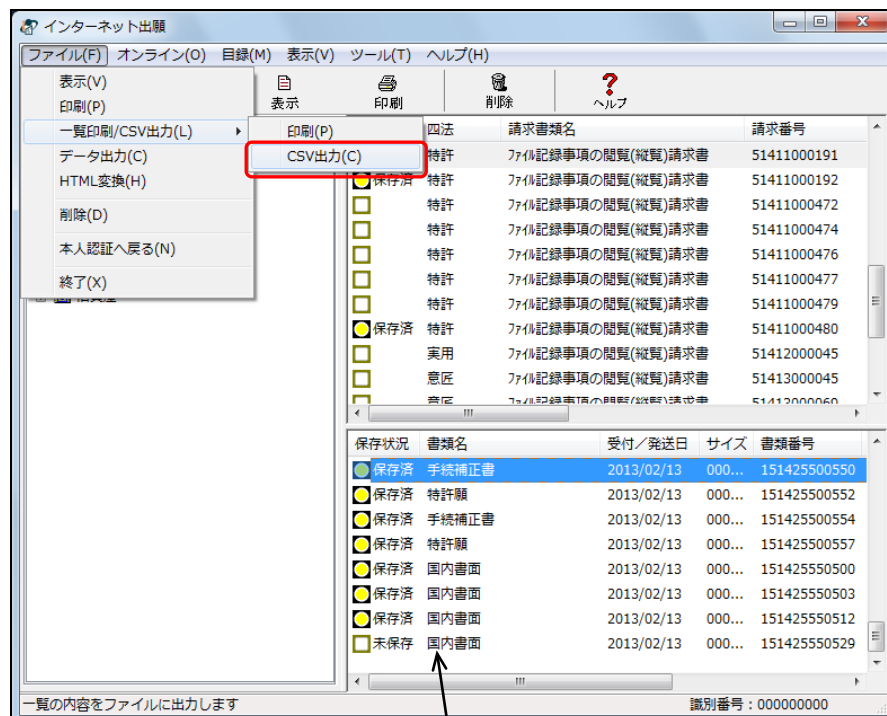 インターネット出願
ファイル(F) オンライン(O) 目録(M) 表示(V) ツール(T) ヘルプ(H)
表示 印刷 削除 ヘルプ
表示(V)
印刷(P)
一覧印刷/CSV出力(L)
データ出力(C)
HTML変換(H)
削除(D)
本人認証へ戻る(N)
終了(X)
印刷(P)
CSV出力(C)
四法 請求書類名 請求番号
特許 ファイル記録事項の閲覧(縦覧)請求書 51411000191
保存済 特許 ファイル記録事項の閲覧(縦覧)請求書 51411000192
特許 ファイル記録事項の閲覧(縦覧)請求書 51411000472
特許 ファイル記録事項の閲覧(縦覧)請求書 51411000474
特許 ファイル記録事項の閲覧(縦覧)請求書 51411000476
特許 ファイル記録事項の閲覧(縦覧)請求書 51411000477
特許 ファイル記録事項の閲覧(縦覧)請求書 51411000479
保存済 特許 ファイル記録事項の閲覧(縦覧)請求書 51411000480
実用 ファイル記録事項の閲覧(縦覧)請求書 51412000045
意匠 ファイル記録事項の閲覧(縦覧)請求書 51413000045
意匠 ファイル記録事項の閲覧(縦覧)請求書 51413000060
保存状況 書類名 受付/発送日 サイズ 書類番号
保存済 手続補正書 2013/02/13 000... 151425500550
保存済 特許願 2013/02/13 000... 151425500552
保存済 手続補正書 2013/02/13 000... 151425500554
保存済 特許願 2013/02/13 000... 151425500557
保存済 国内書面 2013/02/13 000... 151425550500
保存済 国内書面 2013/02/13 000... 151425550503
保存済 国内書面 2013/02/13 000... 151425550512
未保存 国内書面 2013/02/13 000... 151425550529
一覧の内容をファイルに出力します 識別番号:000000000